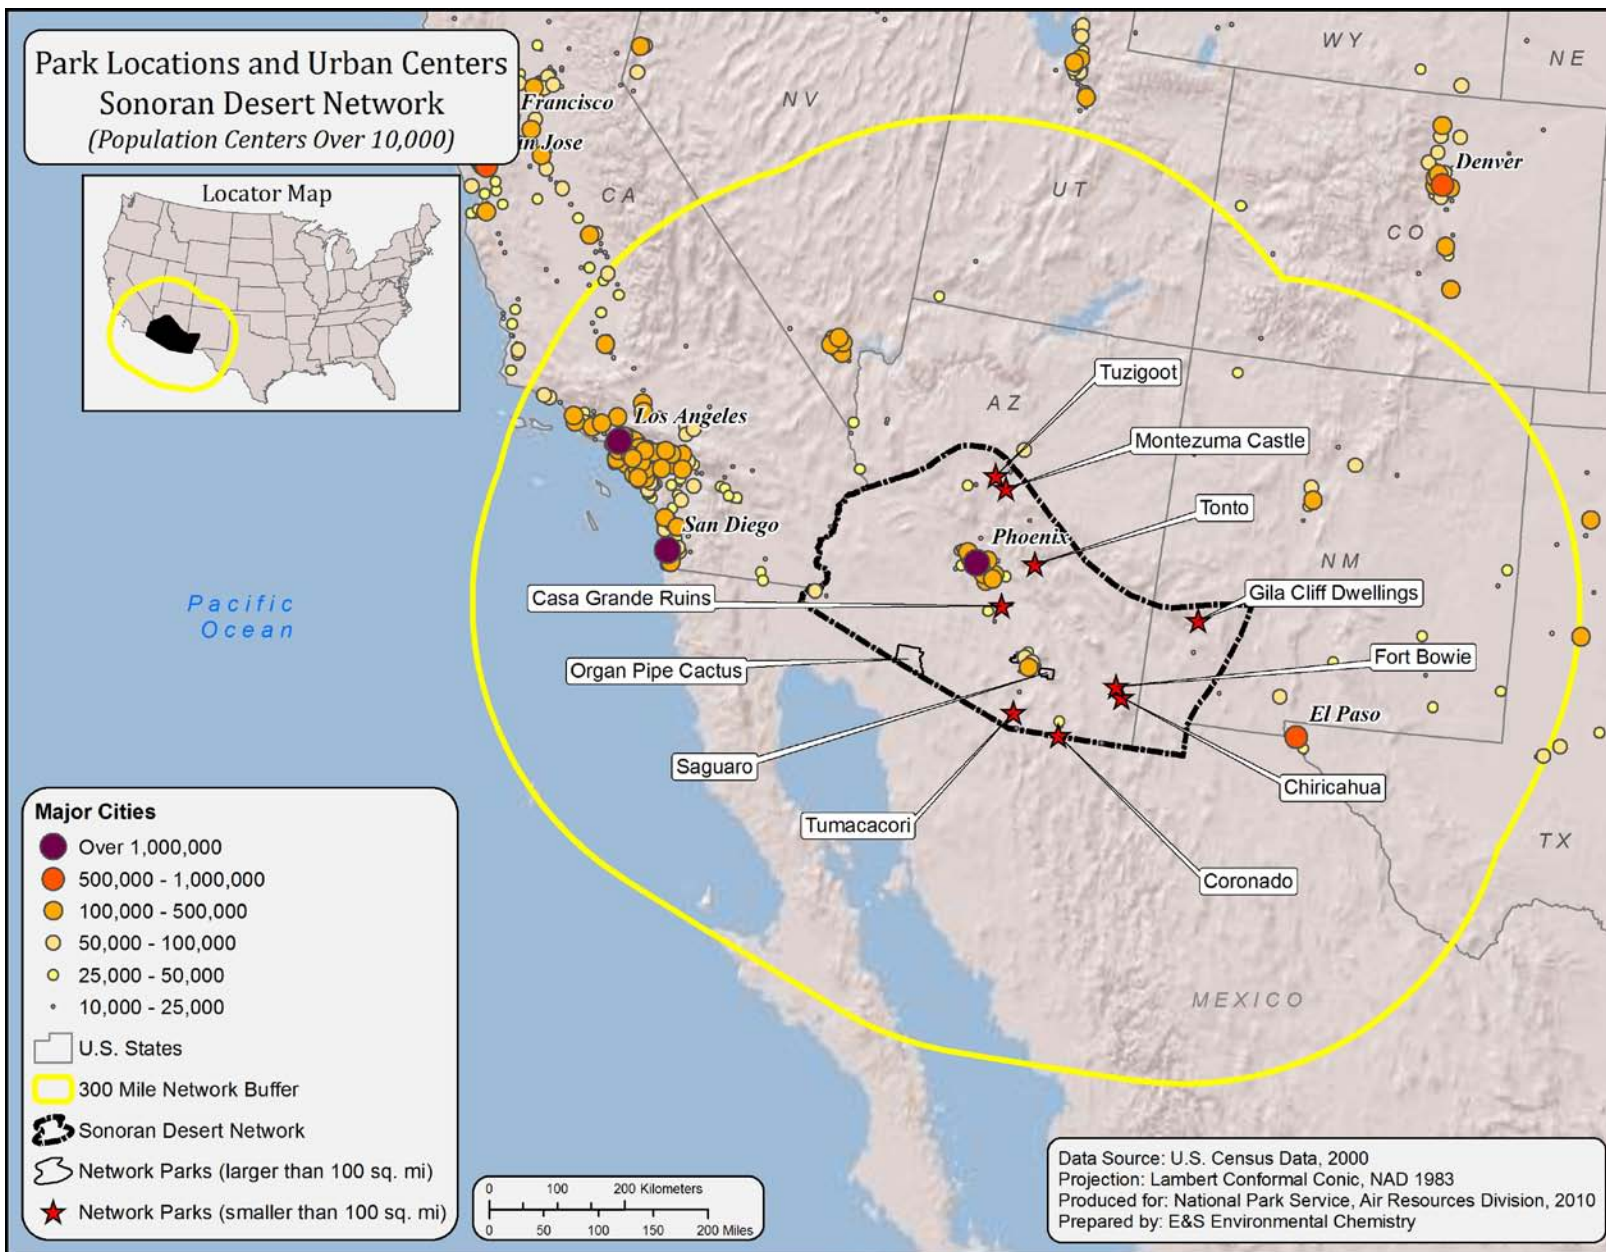 Park Locations and Urban Centers
Sonoran Desert Network
(Population Centers Over 10,000)
Locator Map
WY
NE
NV
Francisco
Jose
Denver
UT
CA
CO
Tuzigoot
AZ
Los Angeles
Montezuma Castle
San Diego
Tonto
Phoenix
NM
Pacific
Ocean
Casa Grande Ruins
Gila Cliff Dwellings
Organ Pipe Cactus
Fort Bowie
El Paso
Saguaro
Chiricahua
Tumacacori
TX
Coronado
MEXICO
Major Cities
Over 1,000,000
500,000 - 1,000,000
100,000 - 500,000
50,000 - 100,000
25,000 - 50,000
10,000 - 25,000
U.S. States
300 Mile Network Buffer
Sonoran Desert Network
Network Parks (larger than 100 sq. mi)
Network Parks (smaller than 100 sq. mi)
0 100 200 Kilometers
0 50 100 150 200 Miles
Data Source: U.S. Census Data, 2000
Projection: Lambert Conformal Conic, NAD 1983
Produced for: National Park Service, Air Resources Division, 2010
Prepared by: E&S Environmental Chemistry